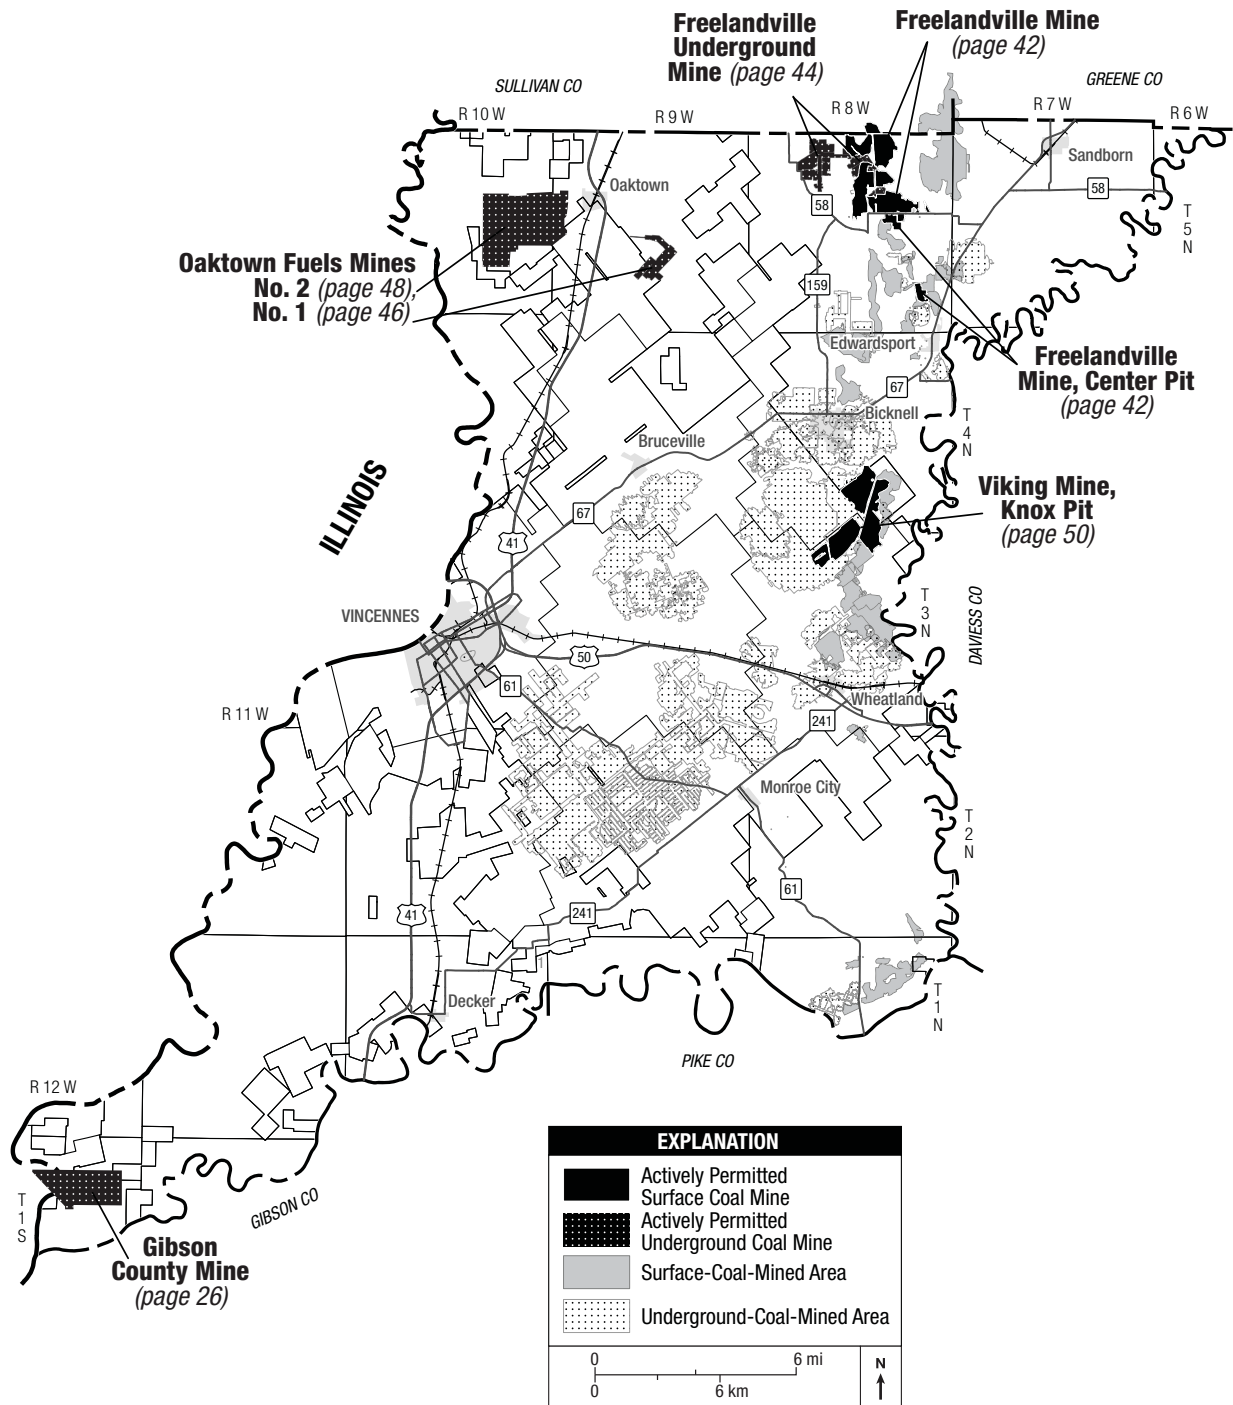 Freelandville
Underground
Mine (page 44)
Freelandville Mine
(page 42)
SULLIVAN CO
GREENE CO
R 10 W
R 9 W
R 8 W
R 7 W
R 6 W
Sandborn
Oaktown
58
58
T
5
N
Oaktown Fuels Mines
No. 2 (page 48),
No. 1 (page 46)
159
Edwardsport
Freelandville
Mine, Center Pit
(page 42)
67
Bicknell
T
4
N
Bruceville
ILLINOIS
Viking Mine,
Knox Pit
(page 50)
67
41
VINCENNES
T
3
N
DAVIESS CO
50
61
Wheatland
R 11 W
241
Monroe City
T
2
N
61
41
241
1
Decker
T
1
N
PIKE CO
R 12 W
T
1
S
GIBSON CO
Gibson
County Mine
(page 26)
EXPLANATION
Actively Permitted
Surface Coal Mine
Actively Permitted
Underground Coal Mine
Surface-Coal-Mined Area
Underground-Coal-Mined Area
0 6 mi
0 6 km
N